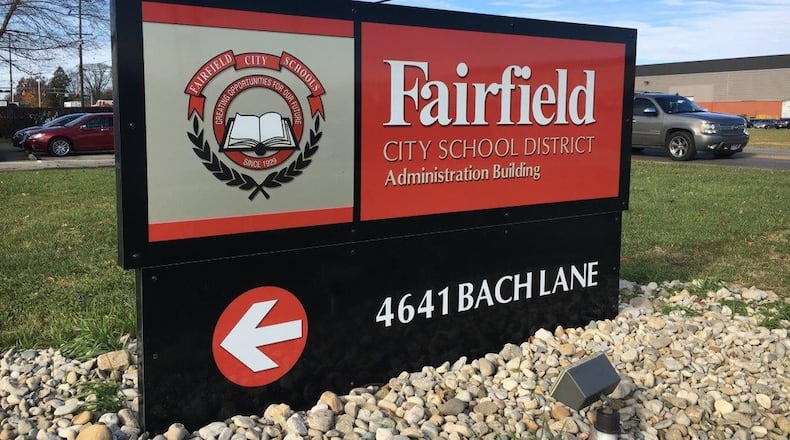 FAIRFIELD CITY SCHOOLS
CREATING OPPORTUNITIES FOR OUR FUTURE
SINCE 1929
Fairfield
CITY SCHOOL DISTRICT
Administration Building
4641 BACH LANE